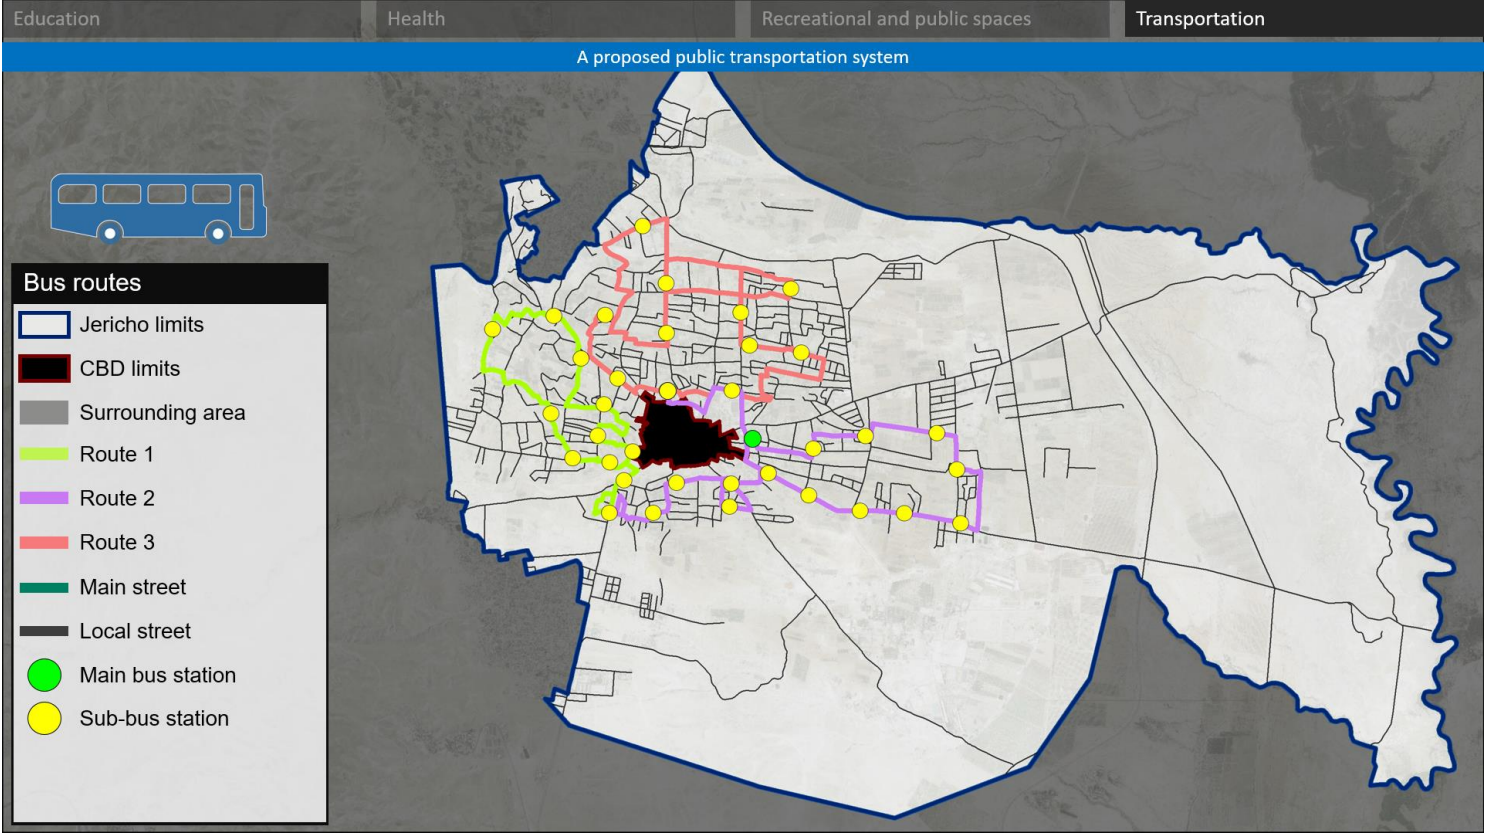 Education
Health
Recreational and public spaces
Transportation
A proposed public transportation system
Bus routes
Jericho limits
CBD limits
Surrounding area
Route 1
Route 2
Route 3
Main street
Local street
Main bus station
Sub-bus station